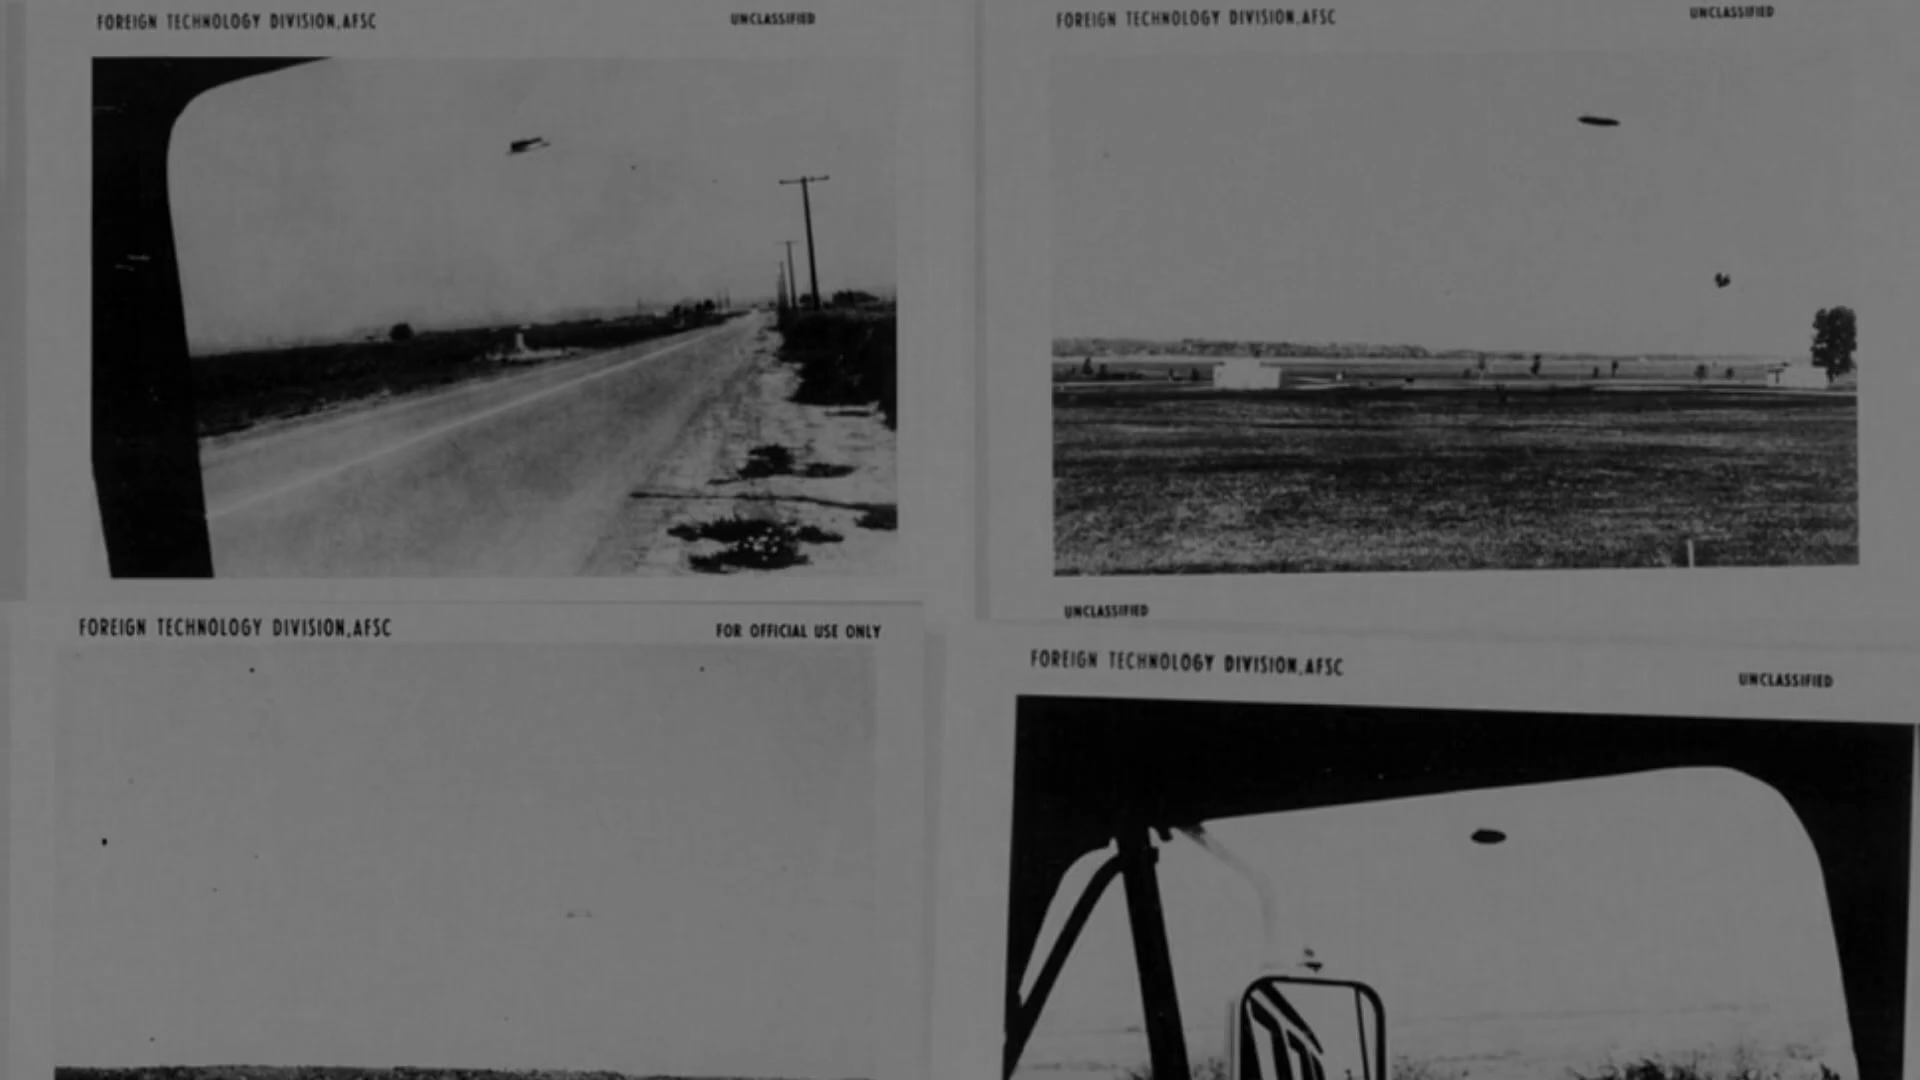 FOREIGN TECHNOLOGY DIVISION,AFSC
UNCLASSIFIED
FOREIGN TECHNOLOGY DIVISION,AFSC
UNCLASSIFIED
UNCLASSIFIED
FOREIGN TECHNOLOGY DIVISION,AFSC
FOR OFFICIAL USE ONLY
FOREIGN TECHNOLOGY DIVISION,AFSC
UNCLASSIFIED